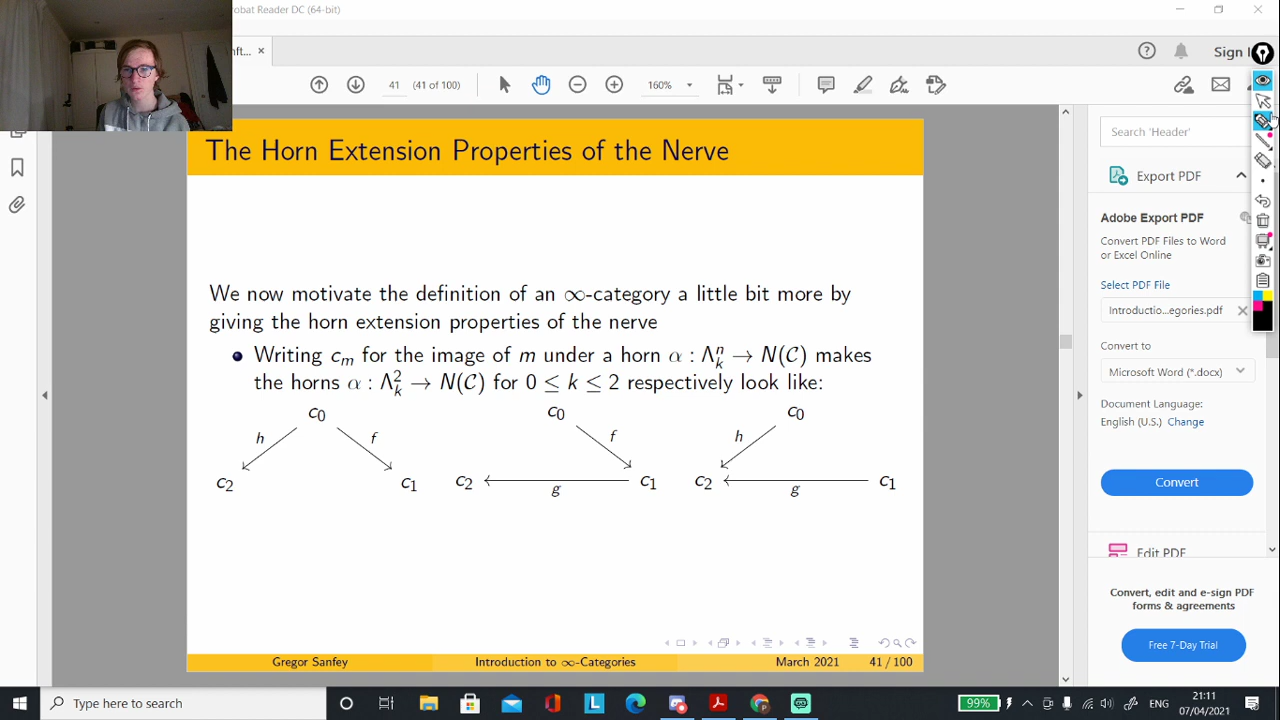 obat Reader DC (64-bit)
nft... ×
Sign I
41 (41 of 100)
160%
Search 'Header'
The Horn Extension Properties of the Nerve
Export PDF
Adobe Export PDF
Convert PDF Files to Word
or Excel Online
Select PDF File
Introductio...egories.pdf
Convert to
Microsoft Word (*.docx)
Document Language:
English (U.S.) Change
Convert
Edit PDF
Convert, edit and e-sign PDF
forms & agreements
Free 7-Day Trial
We now motivate the definition of an ∞-category a little bit more by
giving the horn extension properties of the nerve
Writing c_m for the image of m under a horn α : Λ^n_k → N(C) makes
the horns α : Λ^2_k → N(C) for 0 ≤ k ≤ 2 respectively look like:
c0 c0 c0
h f f h
c2 c1 c2 c1 c2 c1
g g
Gregor Sanfey Introduction to ∞-Categories March 2021 41 / 100
Type here to search
99%
ENG
21:11
07/04/2021